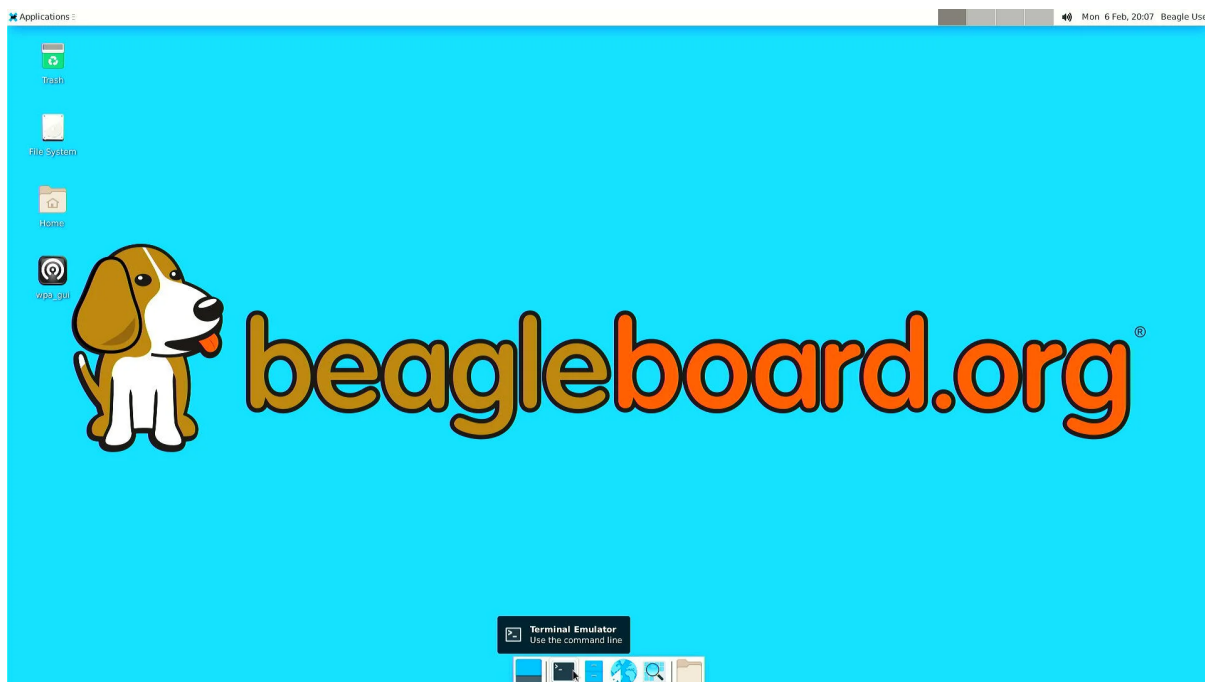 Applications
Mon 6 Feb, 20:07 Beagle Use
Trash
File System
Home
wpa_gui
beagleboard.org®
Terminal Emulator
Use the command line